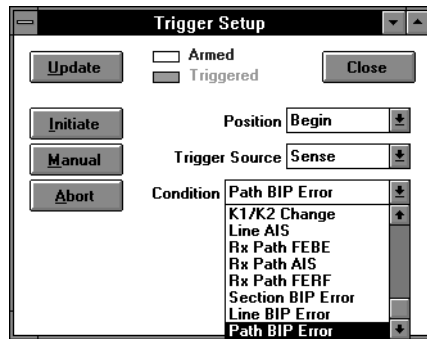 Trigger Setup
Update
Armed
Triggered
Close
Initiate
Position Begin
Manual
Trigger Source Sense
Abort
Condition Path BIP Error
K1/K2 Change
Line AIS
Rx Path FEBE
Rx Path AIS
Rx Path FERF
Section BIP Error
Line BIP Error
Path BIP Error